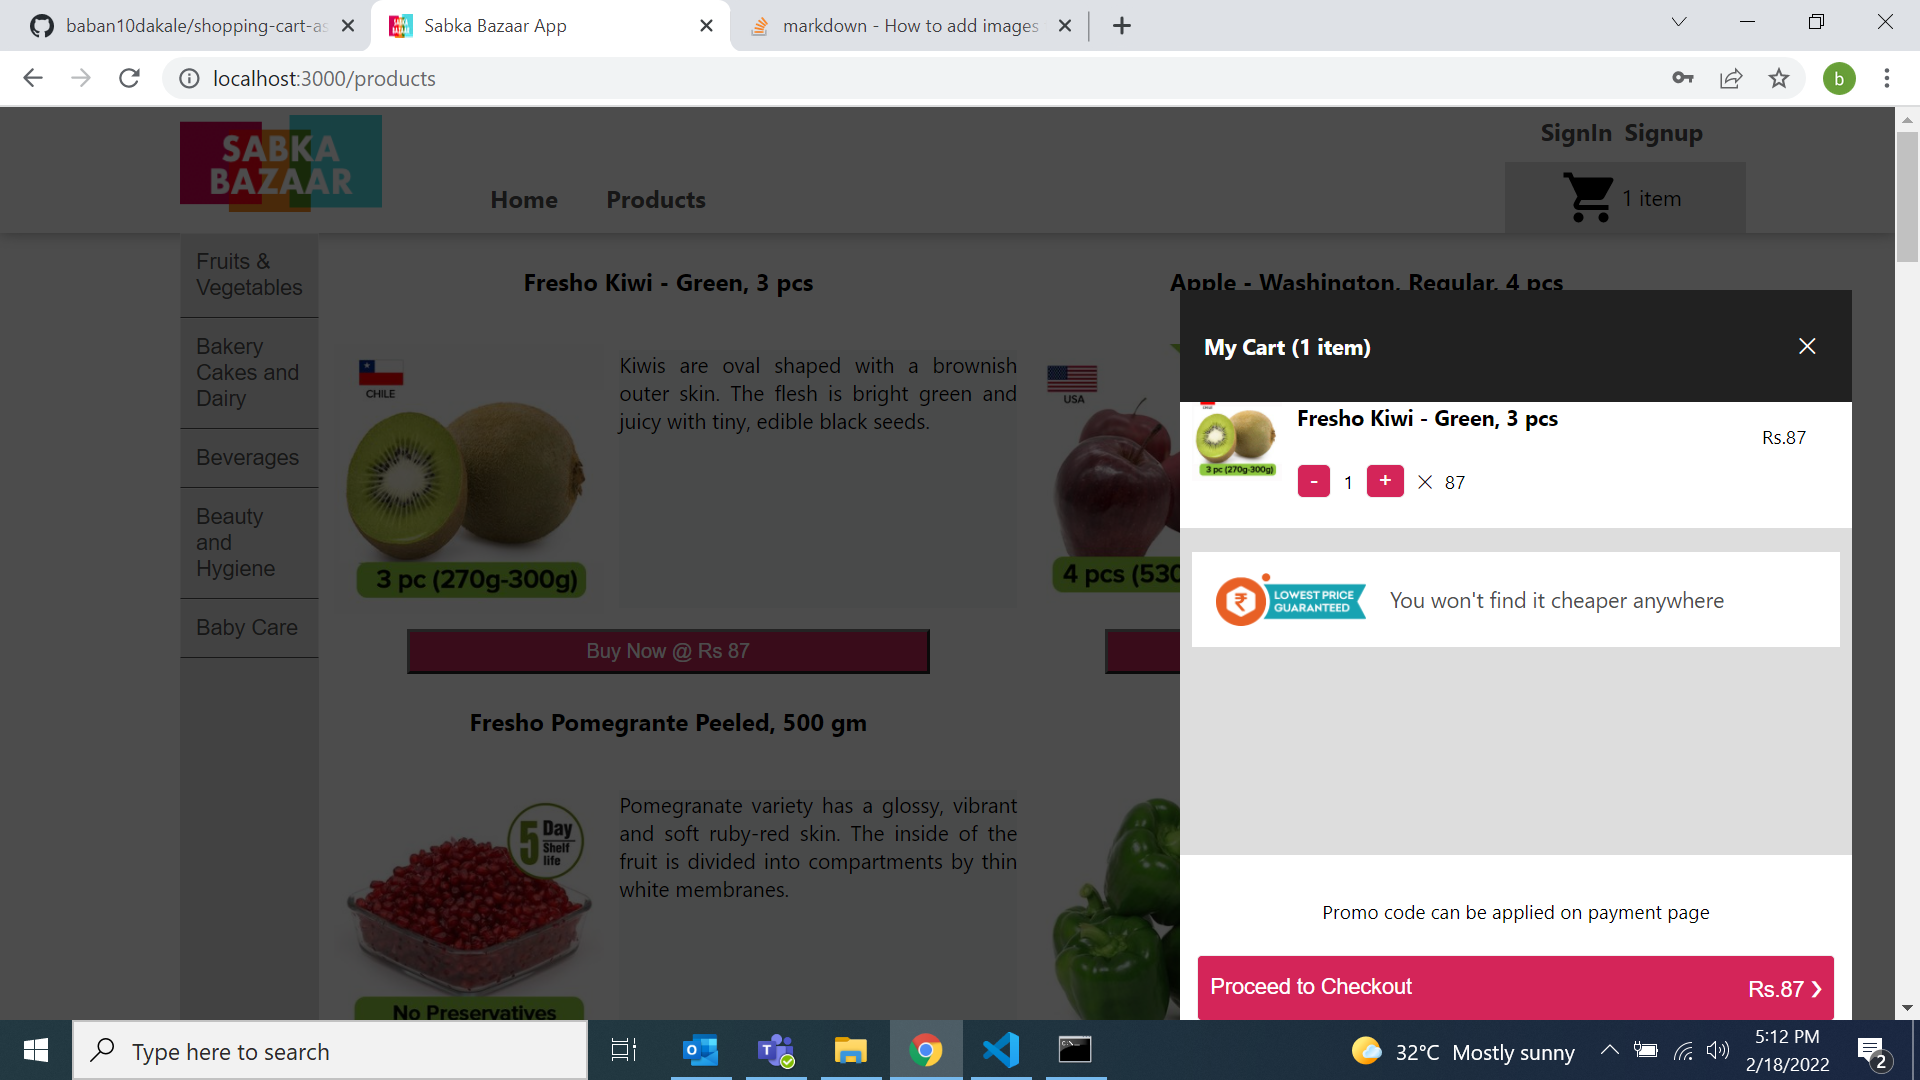 baban10dakale/shopping-cart-as
Sabka Bazaar App
markdown - How to add images
localhost:3000/products
b
SABKA
BAZAAR
Home
Products
SignIn Signup
1 item
Fruits &
Vegetables
Bakery
Cakes and
Dairy
Beverages
Beauty
and
Hygiene
Baby Care
Fresho Kiwi - Green, 3 pcs
CHILE
Kiwis are oval shaped with a brownish
outer skin. The flesh is bright green and
juicy with tiny, edible black seeds.
3 pc (270g-300g)
Buy Now @ Rs 87
Apple - Washington, Regular, 4 pcs
USA
4 pcs (530
Fresho Pomegrante Peeled, 500 gm
5 Day
Shelf
life
Pomegranate variety has a glossy, vibrant
and soft ruby-red skin. The inside of the
fruit is divided into compartments by thin
white membranes.
No Preservatives
My Cart (1 item)
Fresho Kiwi - Green, 3 pcs
Rs.87
3 pc (270g-300g)
- 1 + 87
LOWEST PRICE
GUARANTEED
You won't find it cheaper anywhere
Promo code can be applied on payment page
Proceed to Checkout
Rs.87
Type here to search
32°C Mostly sunny
5:12 PM
2/18/2022
2